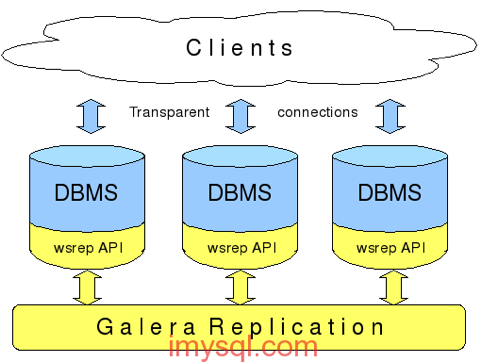 Clients
Transparent connections
DBMS DBMS DBMS
wsrep API wsrep API wsrep API
Galera Replication
imysql.com